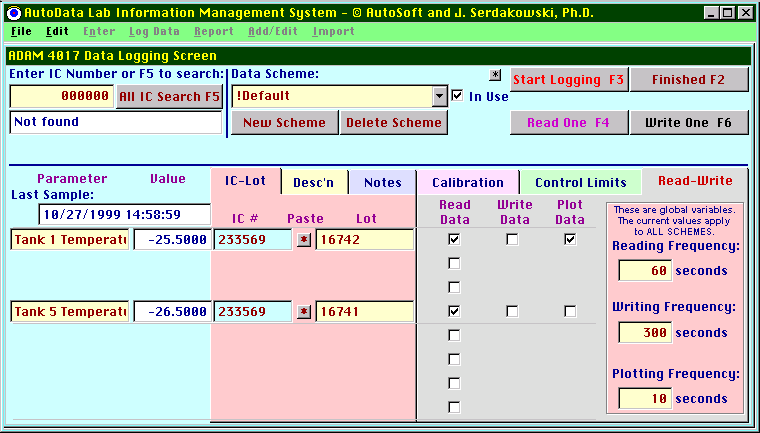 AutoData Lab Information Management System - © AutoSoft and J. Serdakowski, Ph.D.
File Edit Enter Log Data Report Add/Edit Import
ADAM 4017 Data Logging Screen
Enter IC Number or F5 to search:
000000 All IC Search F5
Not found
Data Scheme:
!Default
In Use
New Scheme Delete Scheme
* Start Logging F3 Finished F2
Read One F4 Write One F6
Parameter Value
Last Sample:
10/27/1999 14:58:59
IC-Lot Desc'n Notes Calibration Control Limits Read-Write
IC # Paste Lot
Read Data Write Data Plot Data
Tank 1 Temperatu -25.5000 233569 * 16742
Tank 5 Temperatu -26.5000 233569 * 16741
These are global variables.
The current values apply
to ALL SCHEMES.
Reading Frequency:
60 seconds
Writing Frequency:
300 seconds
Plotting Frequency:
10 seconds